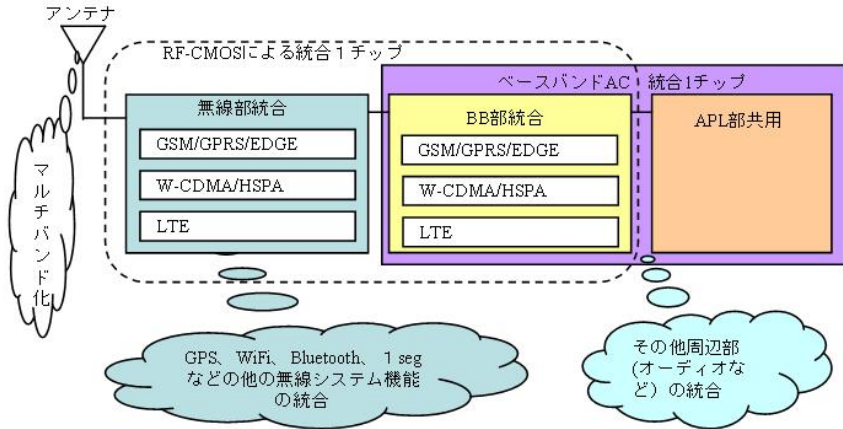 アンテナ
RF-CMOSによる統合１チップ
ベースバンドAC 統合1チップ
無線部統合
GSM/GPRS/EDGE
W-CDMA/HSPA
LTE
BB部統合
GSM/GPRS/EDGE
W-CDMA/HSPA
LTE
APL部共用
マルチバンド化
GPS、WiFi、Bluetooth、１seg
などの他の無線システム機能
の統合
その他周辺部
(オーディオな
ど）の統合